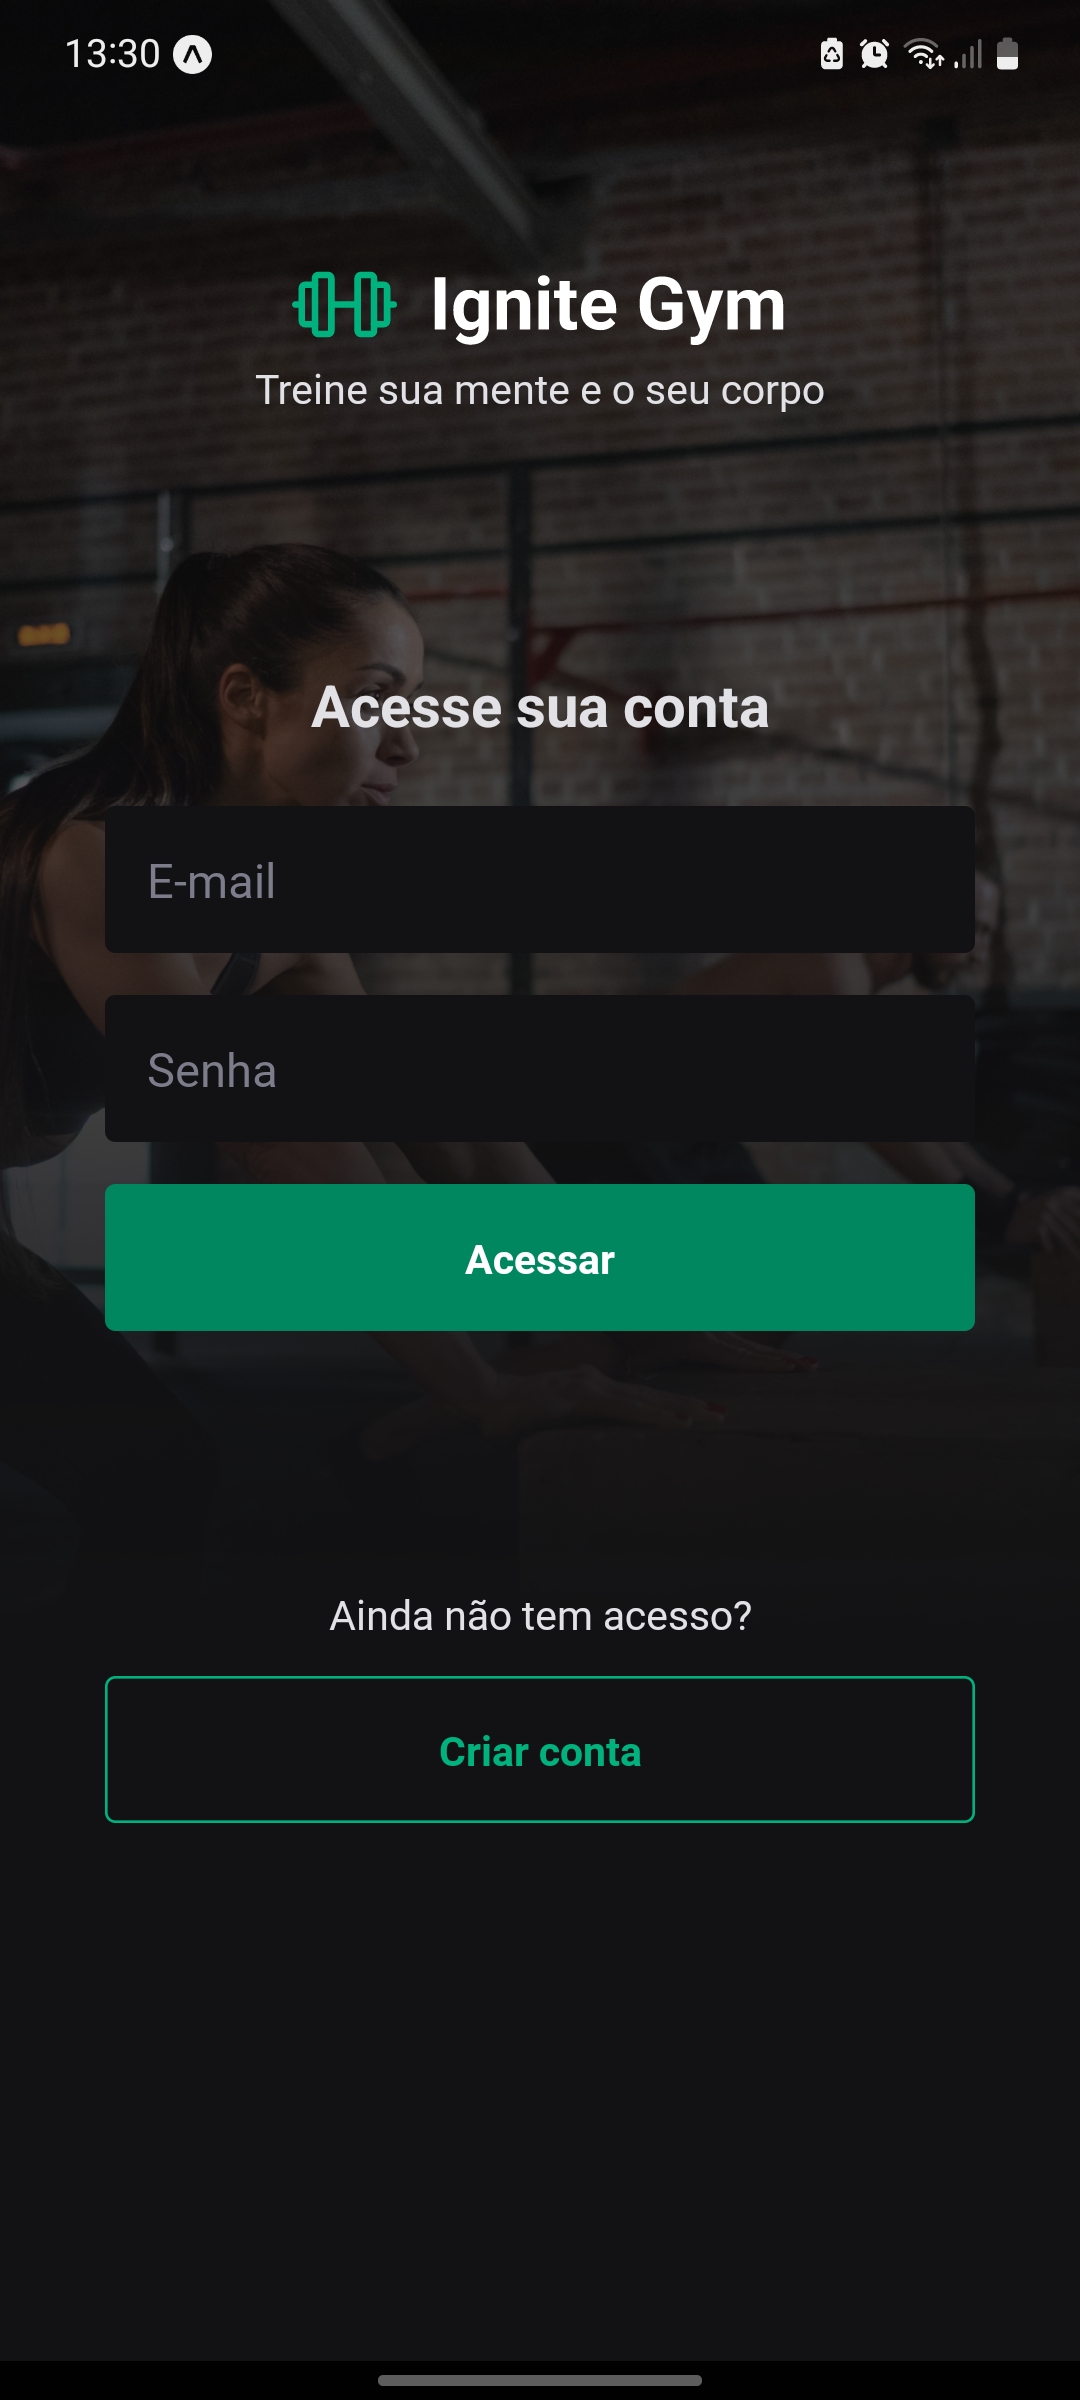 13:30
Ignite Gym
Treine sua mente e o seu corpo
Acesse sua conta
E-mail
Senha
Acessar
Ainda não tem acesso?
Criar conta